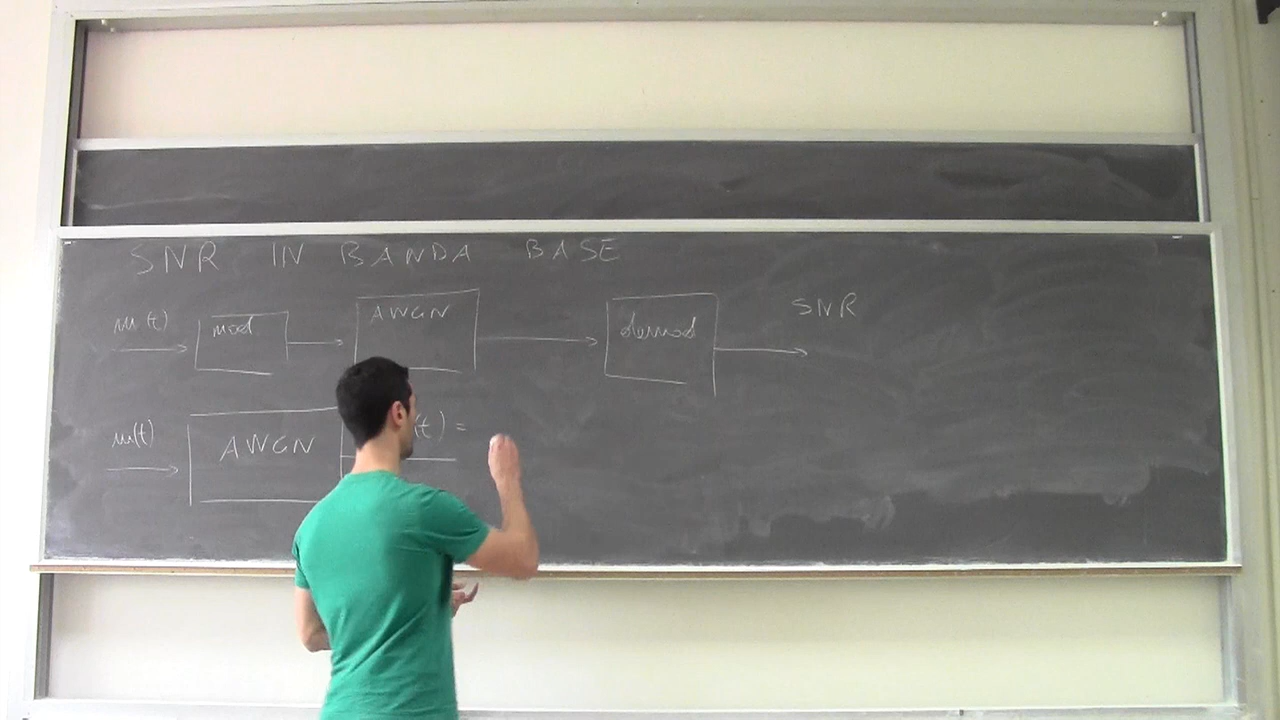 SNR IN BANDA BASE
m(t) mod AWGN demod SNR
m(t) AWGN (t) =